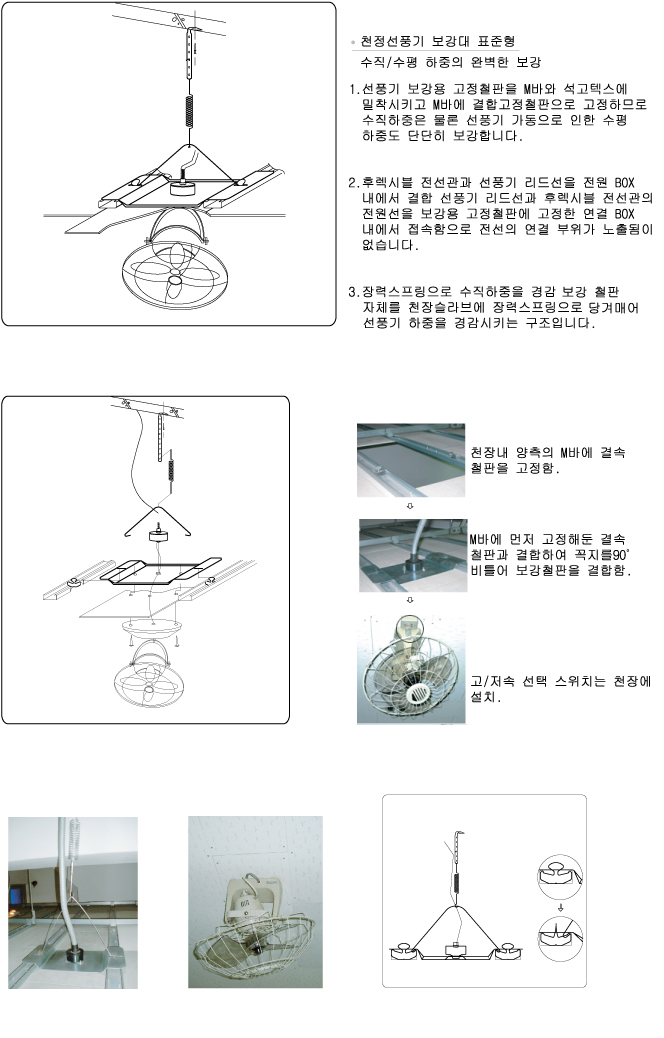 천정선풍기 보강대 표준형
수직/수평 하중의 완벽한 보강
1.선풍기 보강용 고정철판을 M바와 석고텍스에
밀착시키고 M바에 결합고정철판으로 고정하므로
수직하중은 물론 선풍기 가동으로 인한 수평
하중도 단단히 보강합니다.
2.후렉시블 전선관과 선풍기 리드선을 전원 BOX
내에서 결합 선풍기 리드선과 후렉시블 전선관의
전원선을 보강용 고정철판에 고정한 연결 BOX
내에서 접속함으로 전선의 연결 부위가 노출됨이
없습니다.
3.장력스프링으로 수직하중을 경감 보강 철판
자체를 천장슬라브에 장력스프링으로 당겨매어
선풍기 하중을 경감시키는 구조입니다.
천장내 양측의 M바에 결속
철판을 고정함.
M바에 먼저 고정해둔 결속
철판과 결합하여 꼭지를90°
비틀어 보강철판을 결합함.
고/저속 선택 스위치는 천장에
설치.